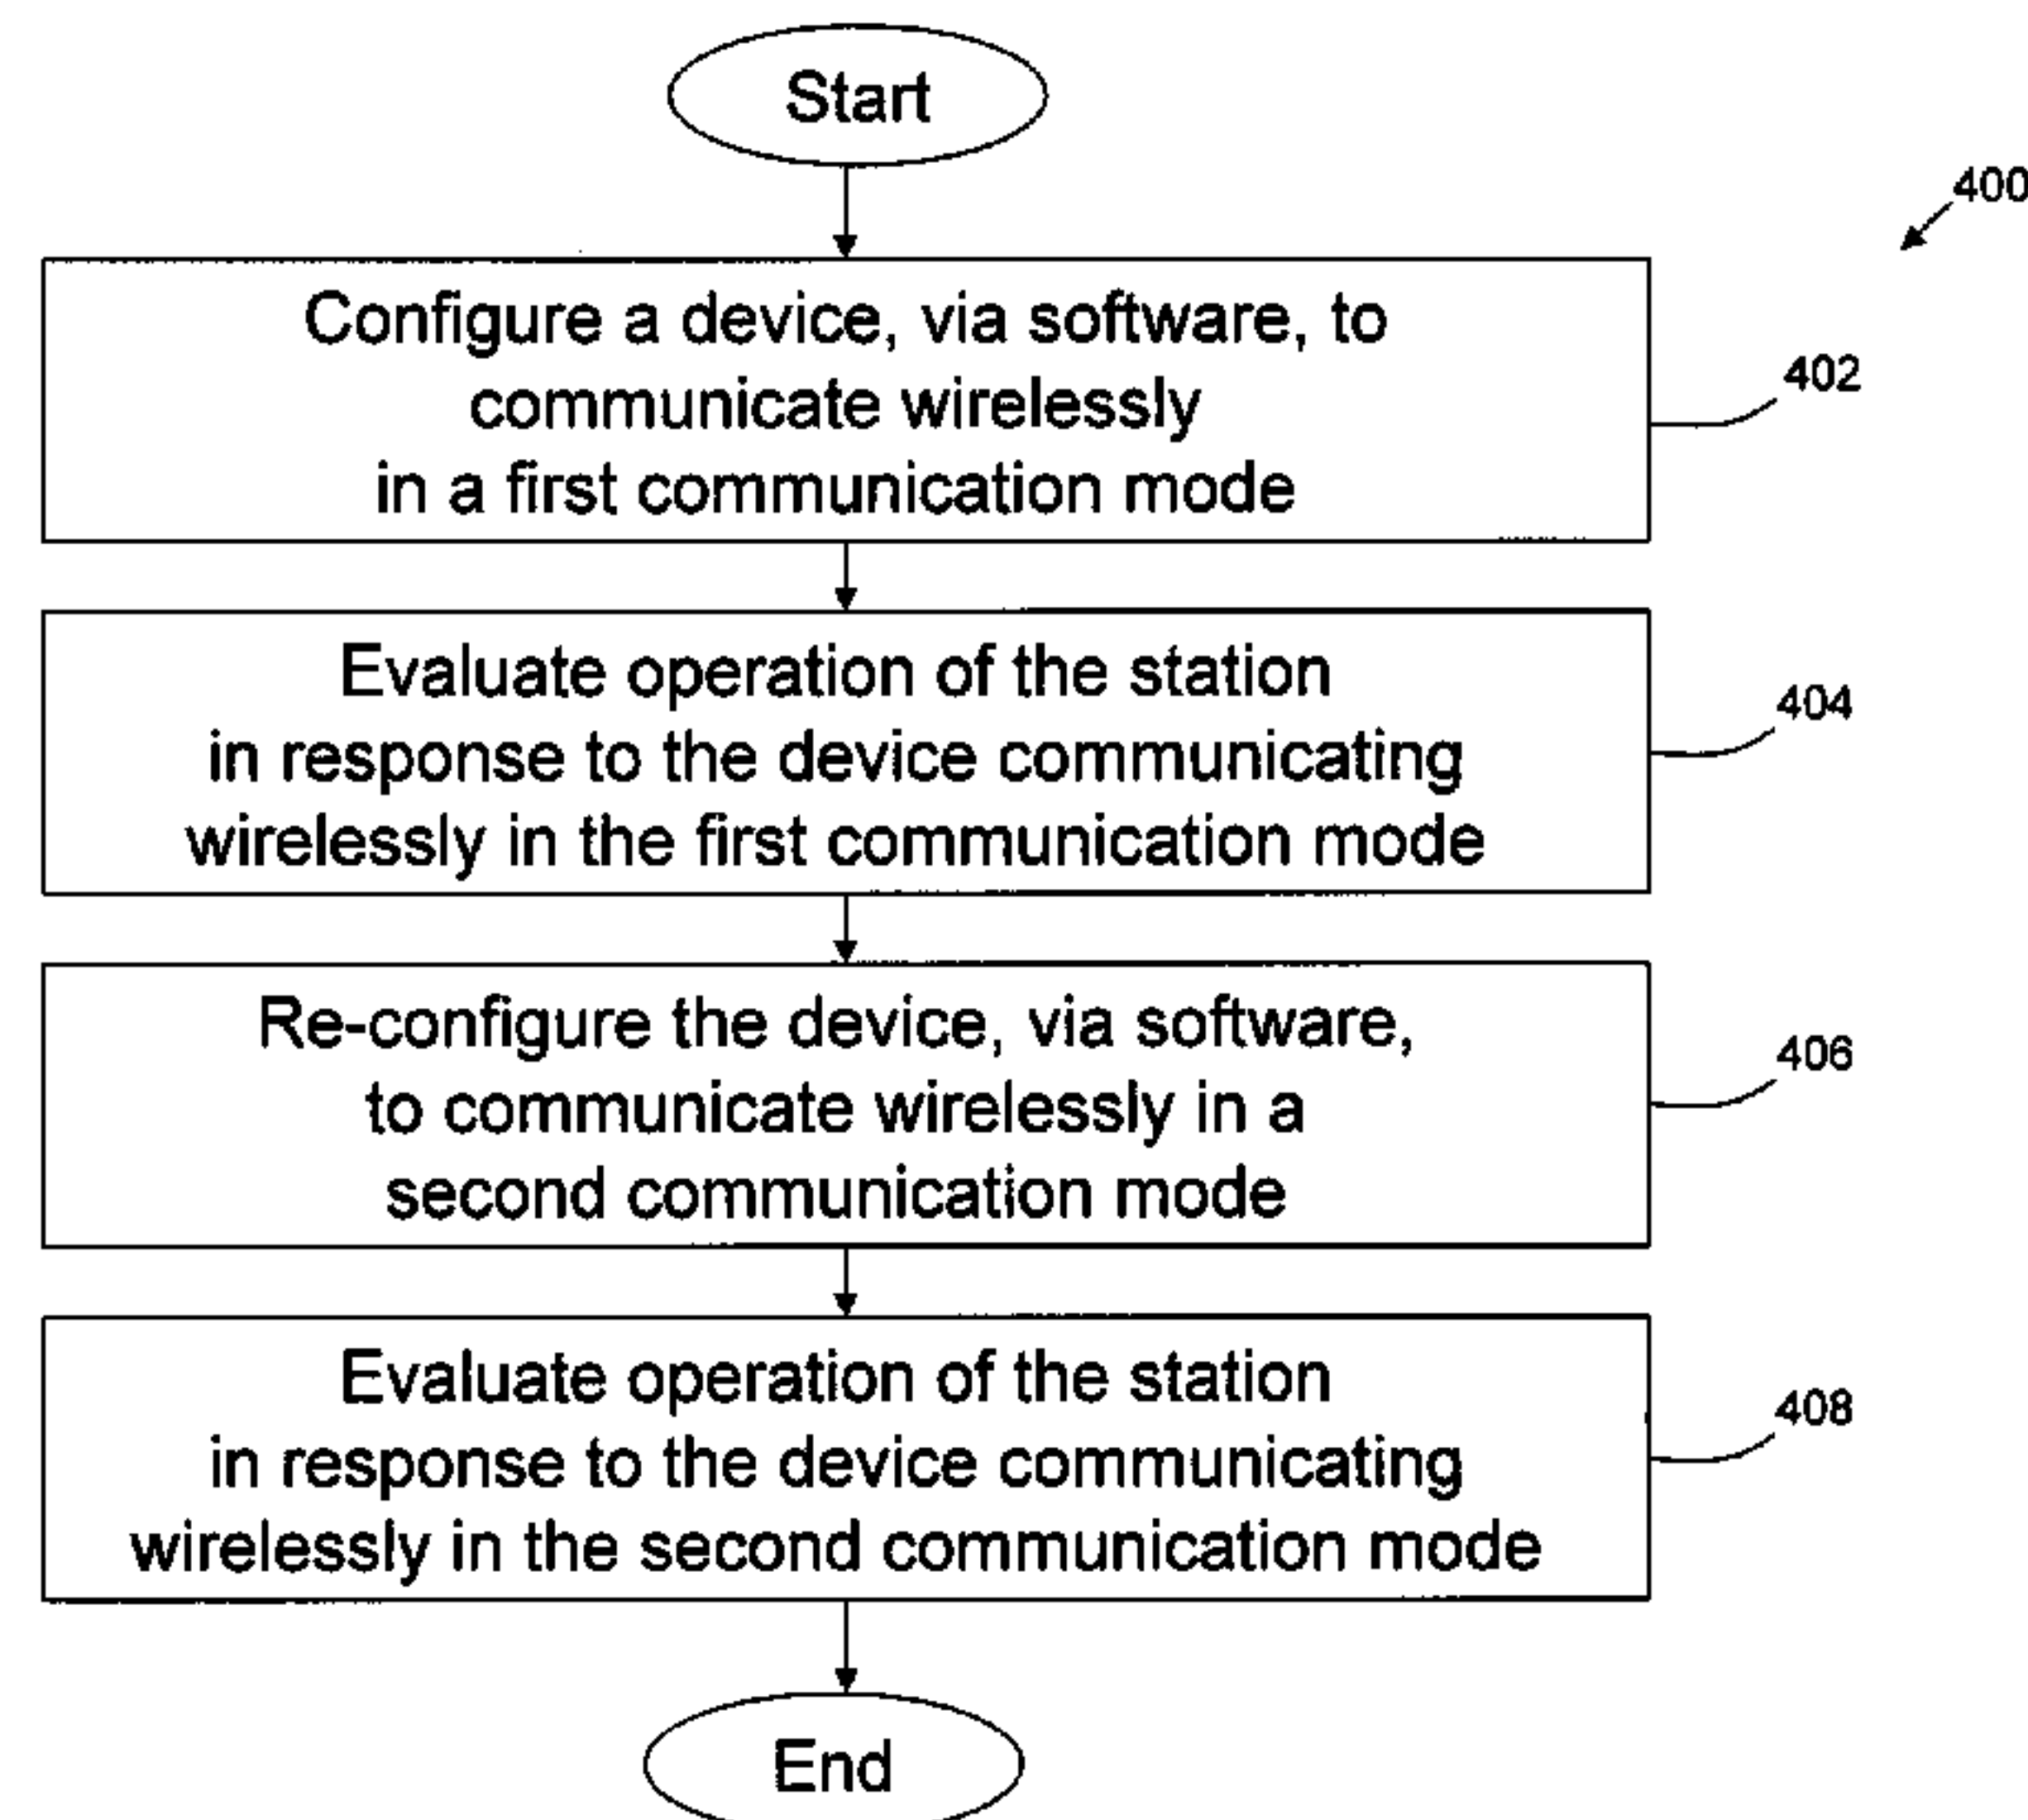 Start
400
Configure a device, via software, to
communicate wirelessly
in a first communication mode
402
Evaluate operation of the station
in response to the device communicating
wirelessly in the first communication mode
404
Re-configure the device, via software,
to communicate wirelessly in a
second communication mode
406
Evaluate operation of the station
in response to the device communicating
wirelessly in the second communication mode
408
End